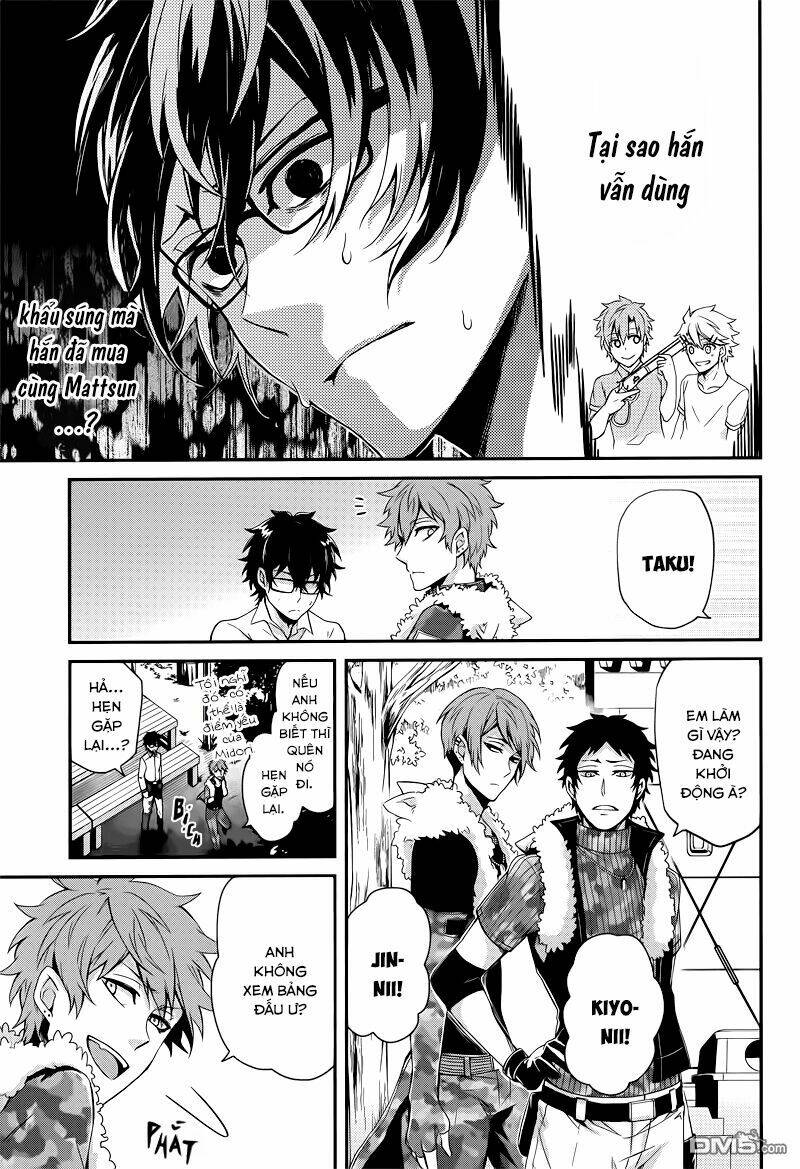 Tại sao hắn
vẫn dùng
khẩu súng mà
hắn đã mua
cùng Mattsun
....?
TAKU!
EM LÀM
GÌ VẬY?
ĐANG
KHỞI
ĐỘNG À?
JIN-
NII!
KIYO-
NII!
NẾU
ANH
KHÔNG
BIẾT THÌ
QUÊN
NÓ
ĐI.
HẸN
GẶP
LẠI.
Tôi nghĩ
đó có
thể là
điểm yếu
của
Midori
HẢ...
HẸN
GẶP
LẠI...?
BỊCH
ANH
KHÔNG
XEM BẢNG
ĐẤU Ư?
PHẮT
DM5.com